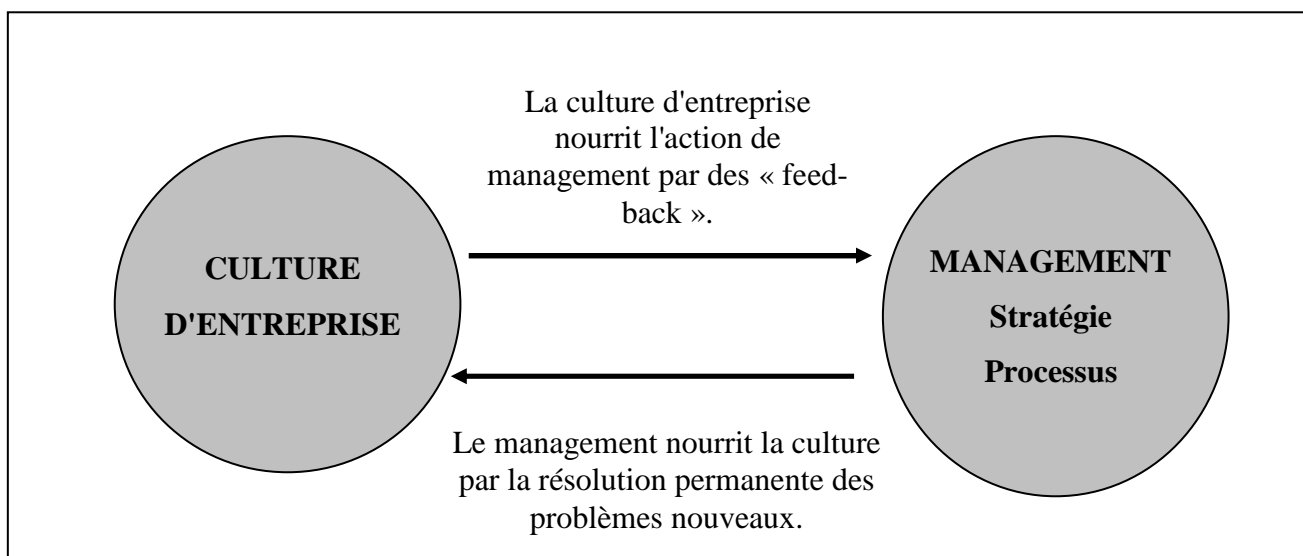 La culture d'entreprise
nourrit l'action de
management par des « feed-
back ».
CULTURE
D'ENTREPRISE
MANAGEMENT
Stratégie
Processus
Le management nourrit la culture
par la résolution permanente des
problèmes nouveaux.